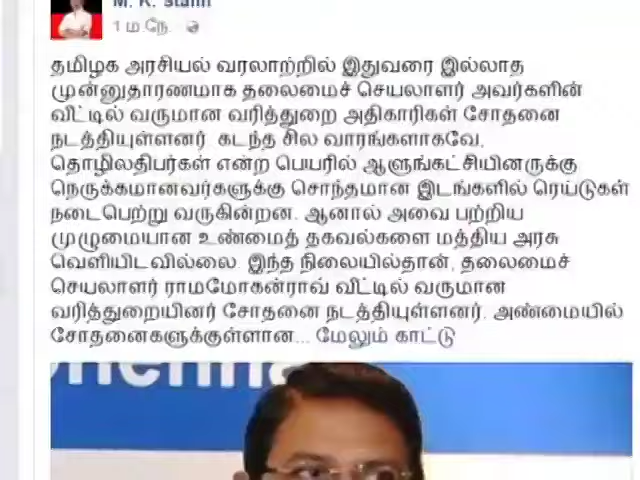 M. K. Stalin
1 ம.நே.
தமிழக அரசியல் வரலாற்றில் இதுவரை இல்லாத
முன்னுதாரணமாக தலைமைச் செயலாளர் அவர்களின்
வீட்டில் வருமான வரித்துறை அதிகாரிகள் சோதனை
நடத்தியுள்ளனர். கடந்த சில வாரங்களாகவே,
தொழிலதிபர்கள் என்ற பெயரில் ஆளுங்கட்சியினருக்கு
நெருக்கமானவர்களுக்கு சொந்தமான இடங்களில் ரெய்டுகள்
நடைபெற்று வருகின்றன. ஆனால் அவை பற்றிய
முழுமையான உண்மைத் தகவல்களை மத்திய அரசு
வெளியிடவில்லை. இந்த நிலையில்தான், தலைமைச்
செயலாளர் ராமமோகன்ராவ் வீட்டில் வருமான
வரித்துறையினர் சோதனை நடத்தியுள்ளனர். அண்மையில்
சோதனைகளுக்குள்ளான... மேலும் காட்டு